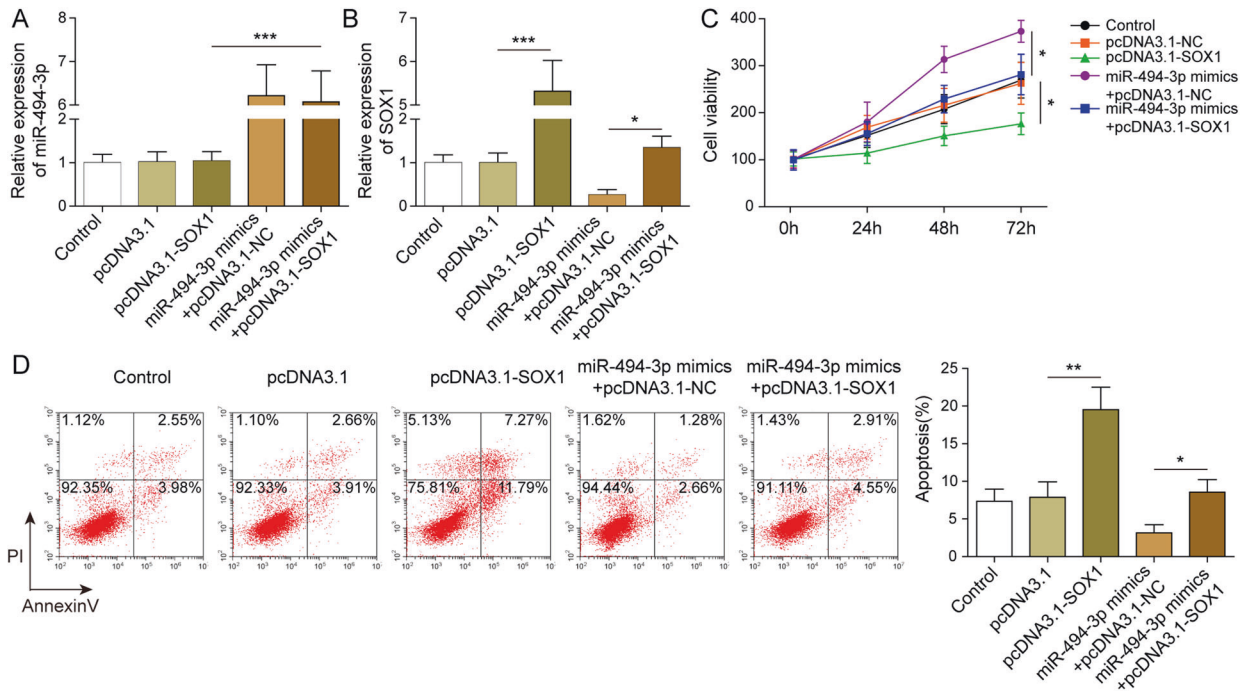 A
Relative expression
of miR-494-3p
8
7
6
5
2
1
0
***
Control
pcDNA3.1
pcDNA3.1-SOX1
miR-494-3p mimics
+pcDNA3.1-NC
miR-494-3p mimics
+pcDNA3.1-SOX1
B
Relative expression
of SOX1
7
6
5
2
1
0
***
*
Control
pcDNA3.1
pcDNA3.1-SOX1
miR-494-3p mimics
+pcDNA3.1-NC
miR-494-3p mimics
+pcDNA3.1-SOX1
C
Cell viability
400
300
200
100
0
0h
24h
48h
72h
*
*
Control
pcDNA3.1-NC
pcDNA3.1-SOX1
miR-494-3p mimics
+pcDNA3.1-NC
miR-494-3p mimics
+pcDNA3.1-SOX1
D
Control
pcDNA3.1
pcDNA3.1-SOX1
miR-494-3p mimics
+pcDNA3.1-NC
miR-494-3p mimics
+pcDNA3.1-SOX1
1.12% 2.55%
92.35% 3.98%
1.10% 2.66%
92.33% 3.91%
5.13% 7.27%
75.81% 11.79%
1.62% 1.28%
94.44% 2.66%
1.43% 2.91%
91.11% 4.55%
PI
AnnexinV
Apoptosis(%)
25
20
15
10
5
0
**
*
Control
pcDNA3.1
pcDNA3.1-SOX1
miR-494-3p mimics
+pcDNA3.1-NC
miR-494-3p mimics
+pcDNA3.1-SOX1